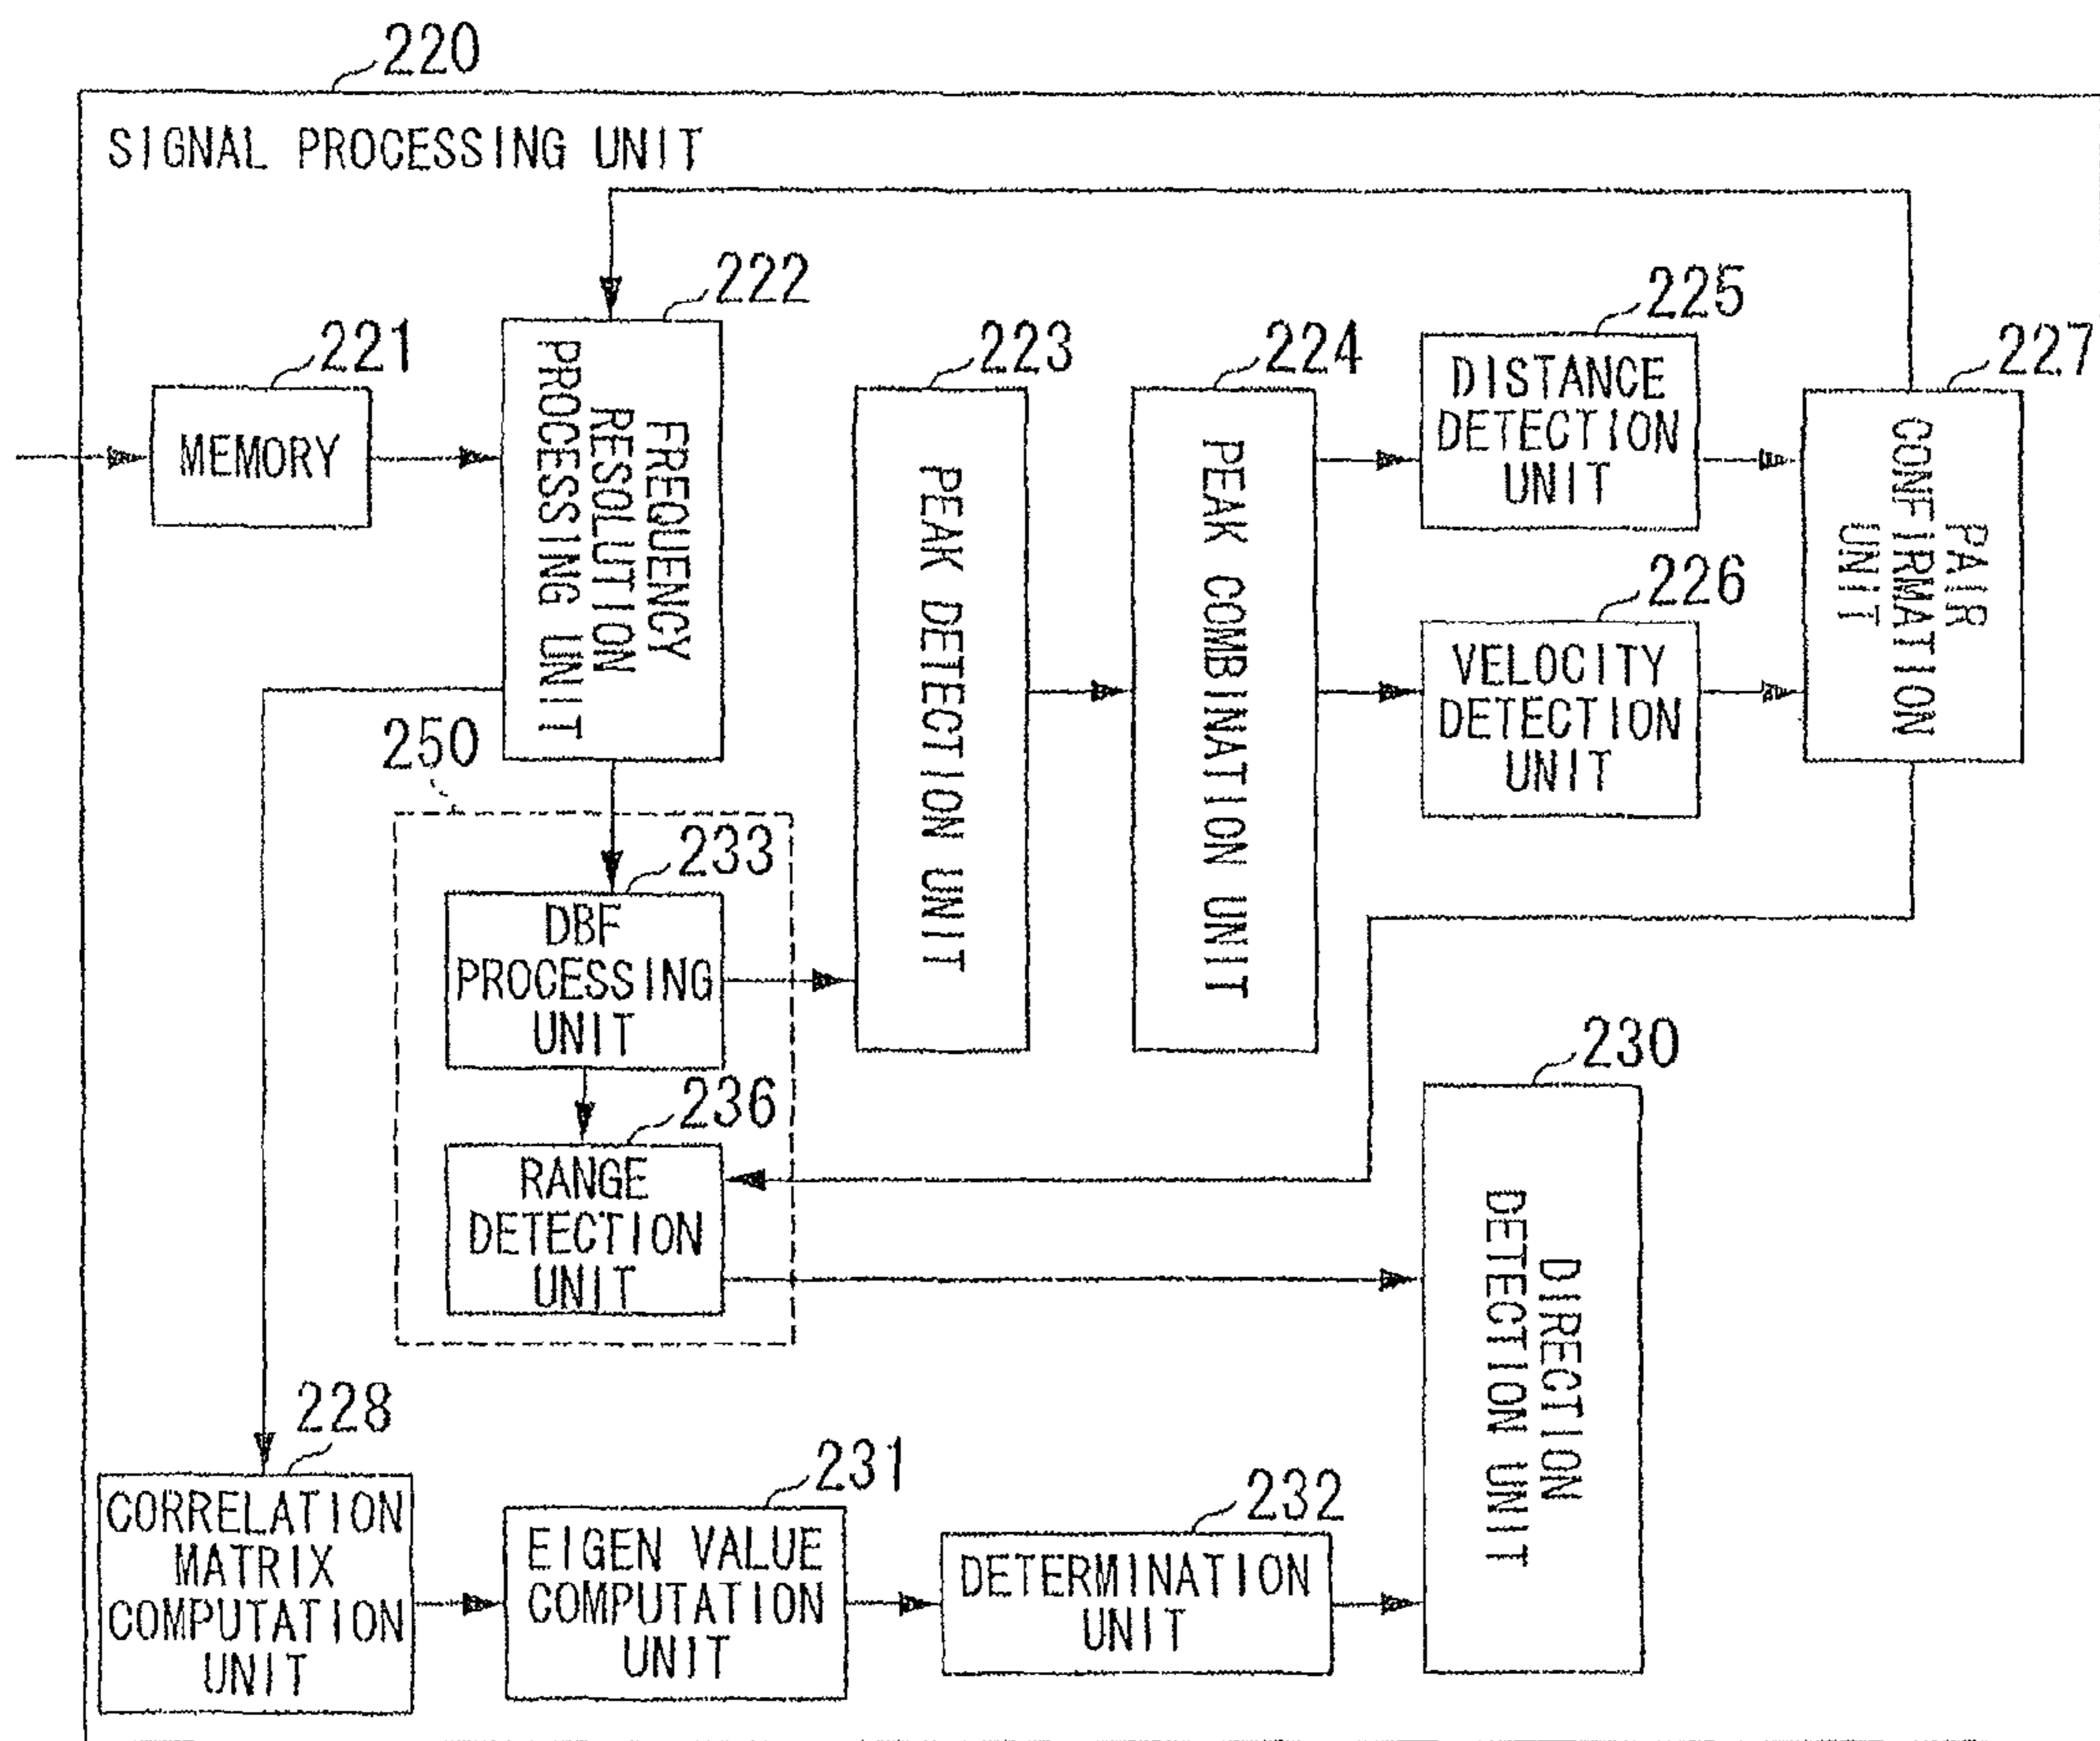 220
SIGNAL PROCESSING UNIT
222
225
221
223
224
227
FREQUENCY
RESOLUTION
PROCESSING UNIT
DISTANCE
DETECTION
UNIT
MEMORY
PEAK DETECTION UNIT
PEAK COMBINATION UNIT
PAIR
CONFIRMATION
UNIT
226
VELOCITY
DETECTION
UNIT
250
233
DBF
PROCESSING
UNIT
236
230
RANGE
DETECTION
UNIT
DIRECTION
DETECTION UNIT
228
231
232
CORRELATION
MATRIX
COMPUTATION
UNIT
EIGEN VALUE
COMPUTATION
UNIT
DETERMINATION
UNIT